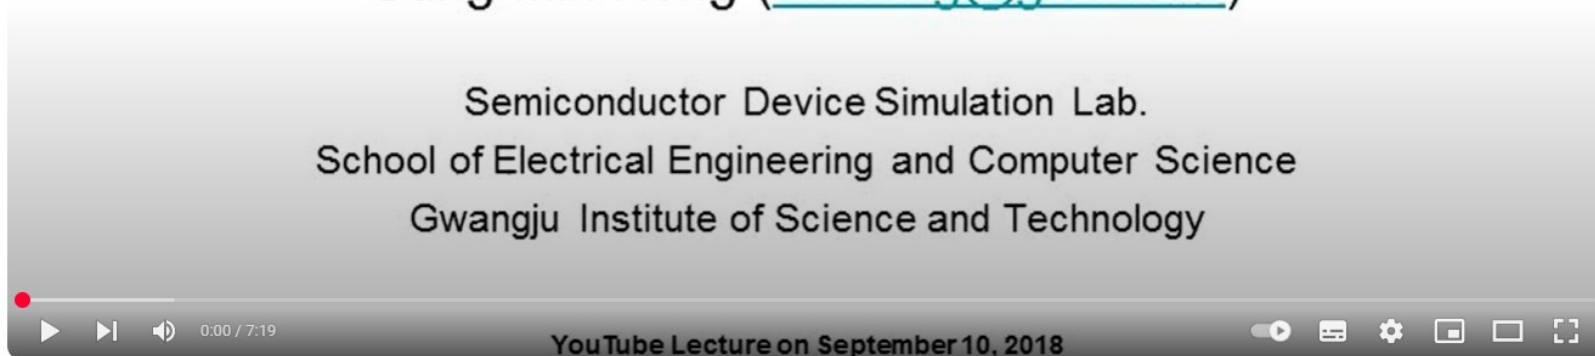 Semiconductor Device Simulation Lab.
School of Electrical Engineering and Computer Science
Gwangju Institute of Science and Technology
0:00 / 7:19
YouTube Lecture on September 10, 2018